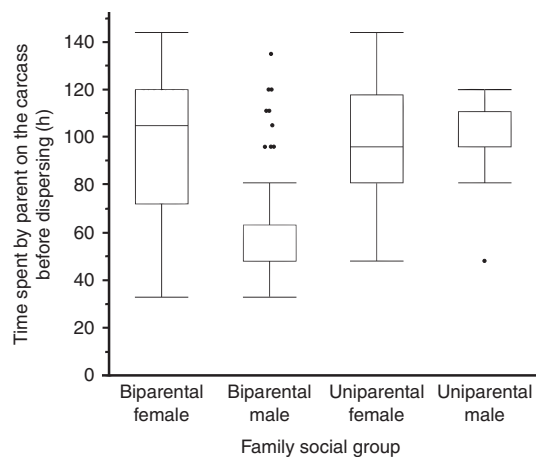 Time spent by parent on the carcass
before dispersing (h)
140
120
100
80
60
40
20
0
Biparental
female
Biparental
male
Uniparental
female
Uniparental
male
Family social group